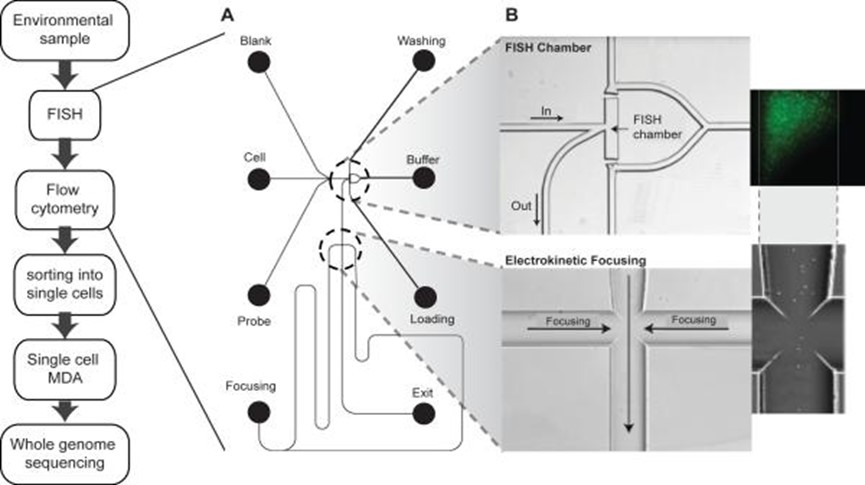 Environmental
sample
FISH
Flow
cytometry
sorting into
single cells
Single cell
MDA
Whole genome
sequencing
A
Blank
Washing
Cell
Buffer
Probe
Loading
Focusing
Exit
B
FISH Chamber
In
FISH
chamber
Out
Electrokinetic Focusing
Focusing
Focusing